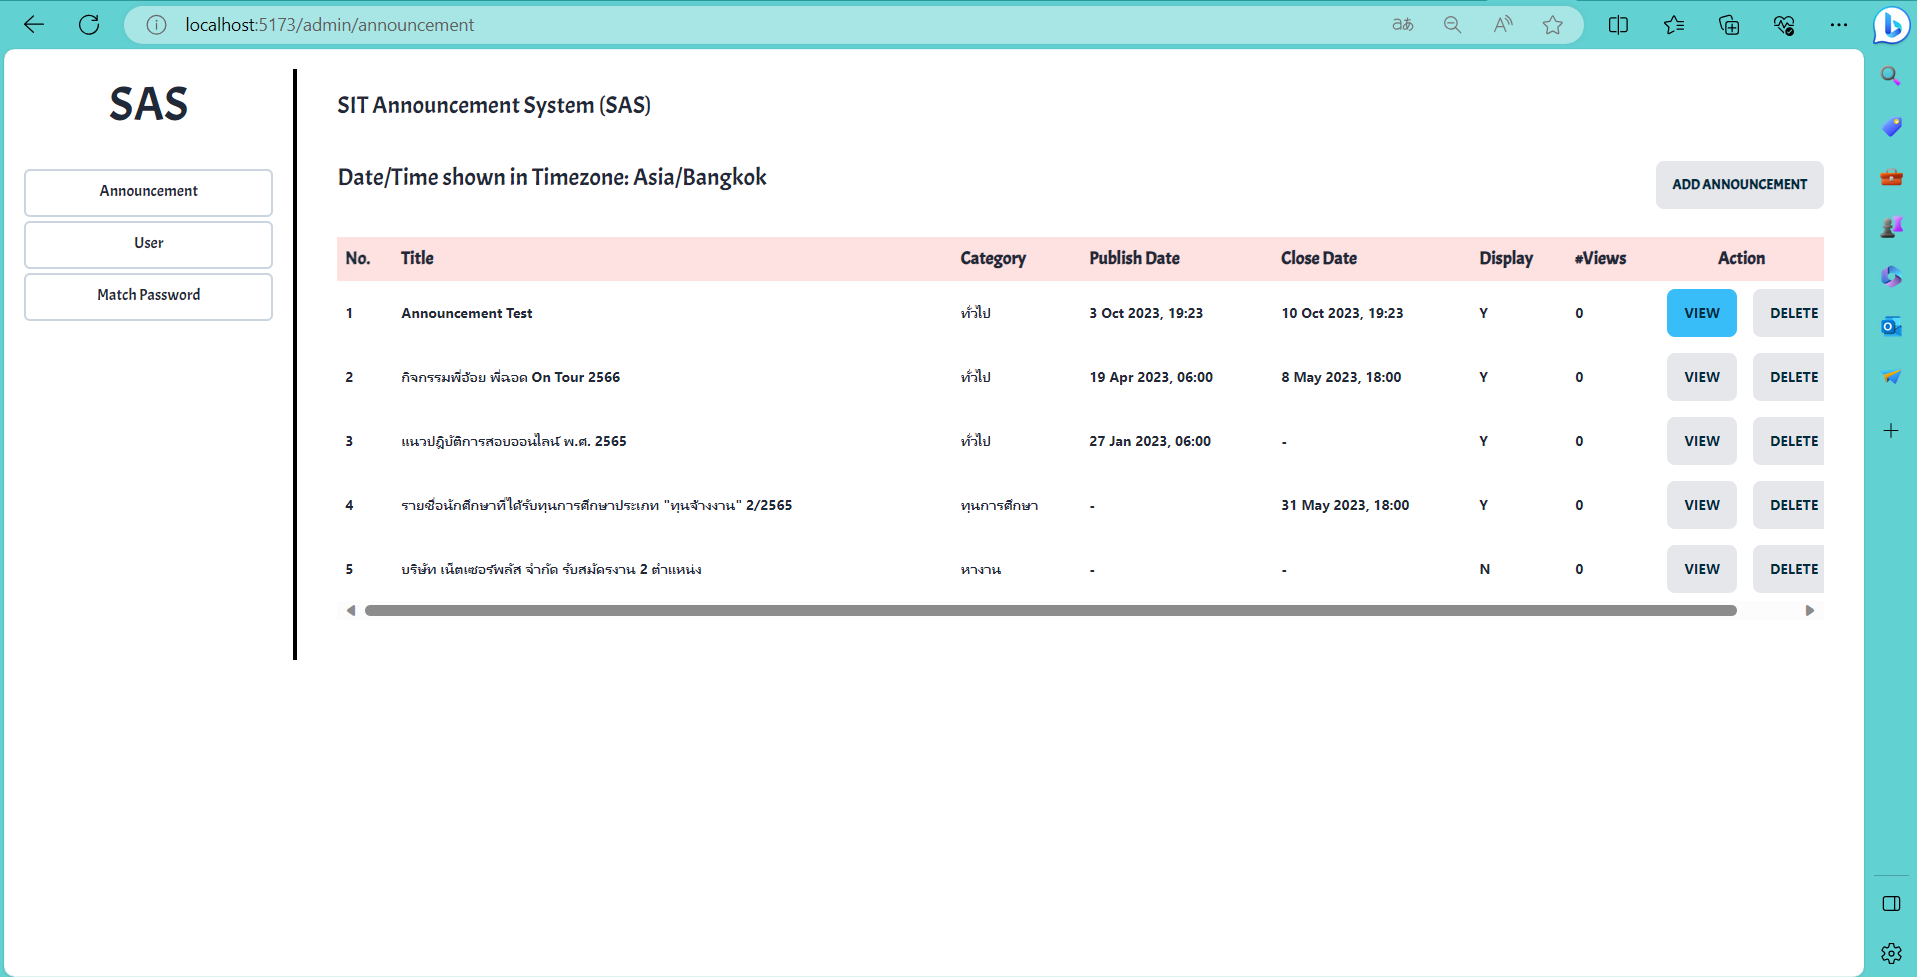 localhost:5173/admin/announcement
SAS
Announcement
User
Match Password
SIT Announcement System (SAS)
Date/Time shown in Timezone: Asia/Bangkok
ADD ANNOUNCEMENT
No. Title Category Publish Date Close Date Display #Views Action
1 Announcement Test ทั่วไป 3 Oct 2023, 19:23 10 Oct 2023, 19:23 Y 0 VIEW DELETE
2 กิจกรรมพี่อ้อย พี่ฉอด On Tour 2566 ทั่วไป 19 Apr 2023, 06:00 8 May 2023, 18:00 Y 0 VIEW DELETE
3 แนวปฏิบัติการสอบออนไลน์ พ.ศ. 2565 ทั่วไป 27 Jan 2023, 06:00 - Y 0 VIEW DELETE
4 รายชื่อนักศึกษาที่ได้รับทุนการศึกษาประเภท "ทุนจ้างงาน" 2/2565 ทุนการศึกษา - 31 May 2023, 18:00 Y 0 VIEW DELETE
5 บริษัท เน็ตเซอร์พลัส จำกัด รับสมัครงาน 2 ตำแหน่ง หางาน - - N 0 VIEW DELETE